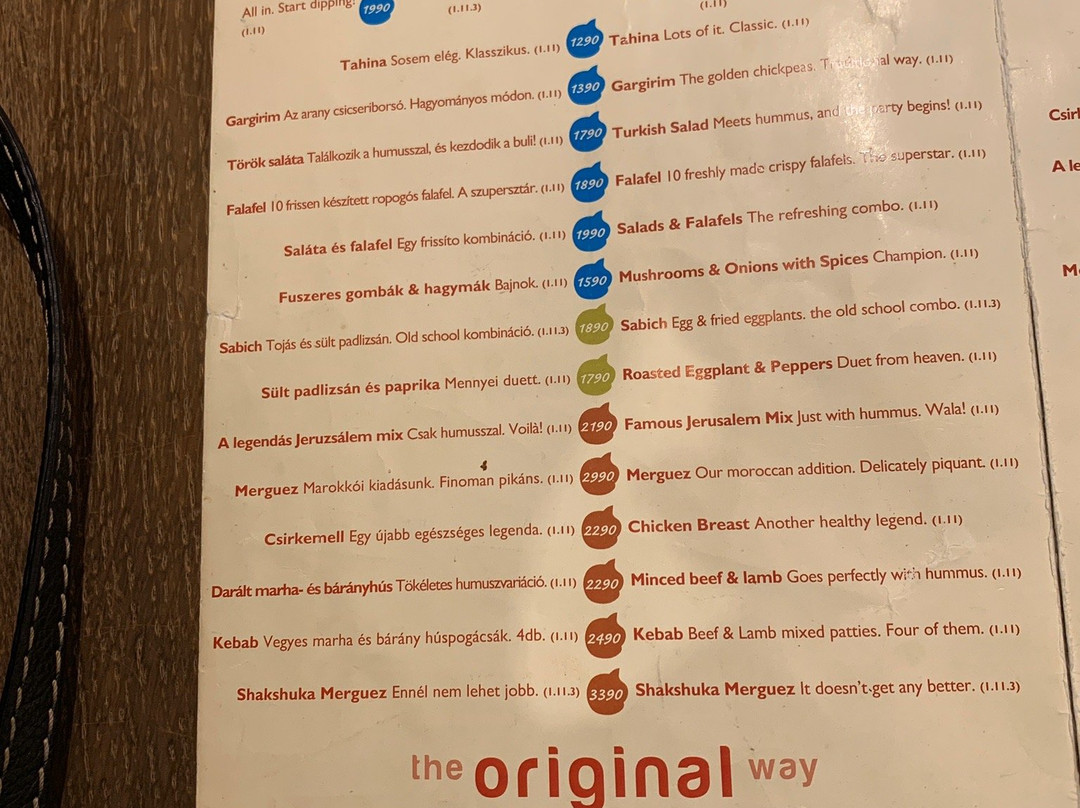 All in. Start dipping! 1990 (1.11.3) (1.11)
(1.11)
Tahina Sosem elég. Klasszikus. (1.11) 1290 Tahina Lots of it. Classic. (1.11)
Gargirim Az arany csicseriborsó. Hagyományos módon. (1.11) 1390 Gargirim The golden chickpeas. Traditional way. (1.11)
Török saláta Találkozik a humusszal, és kezdodik a buli! (1.11) 1790 Turkish Salad Meets hummus, and the party begins! (1.11)
Falafel 10 frissen készített ropogós falafel. A szupersztár. (1.11) 1890 Falafel 10 freshly made crispy falafels. The superstar. (1.11)
Saláta és falafel Egy frissíto kombináció. (1.11) 1990 Salads & Falafels The refreshing combo. (1.11)
Fuszeres gombák & hagymák Bajnok. (1.11) 1590 Mushrooms & Onions with Spices Champion. (1.11)
Sabich Tojás és sült padlizsán. Old school kombináció. (1.11.3) 1890 Sabich Egg & fried eggplants. the old school combo. (1.11.3)
Sült padlizsán és paprika Mennyei duett. (1.11) 1790 Roasted Eggplant & Peppers Duet from heaven. (1.11)
A legendás Jeruzsálem mix Csak humusszal. Voilà! (1.11) 2190 Famous Jerusalem Mix Just with hummus. Wala! (1.11)
Merguez Marokkói kiadásunk. Finoman pikáns. (1.11) 2990 Merguez Our moroccan addition. Delicately piquant. (1.11)
Csirkemell Egy újabb egészséges legenda. (1.11) 2290 Chicken Breast Another healthy legend. (1.11)
Darált marha- és bárányhús Tökéletes humuszvariáció. (1.11) 2290 Minced beef & lamb Goes perfectly with hummus. (1.11)
Kebab Vegyes marha és bárány húspogácsák. 4db. (1.11) 2490 Kebab Beef & Lamb mixed patties. Four of them. (1.11)
Shakshuka Merguez Ennél nem lehet jobb. (1.11.3) 3390 Shakshuka Merguez It doesn't get any better. (1.11.3)
the original way